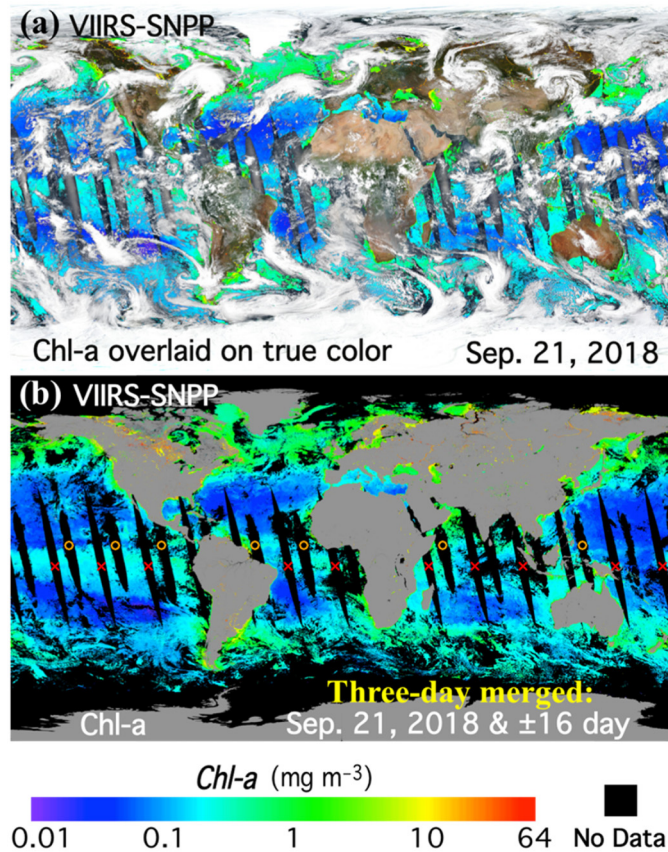 (a) VIIRS-SNPP
Chl-a overlaid on true color Sep. 21, 2018
(b) VIIRS-SNPP
Three-day merged:
Chl-a Sep. 21, 2018 & ±16 day
Chl-a (mg m⁻³)
0.01 0.1 1 10 64 No Data